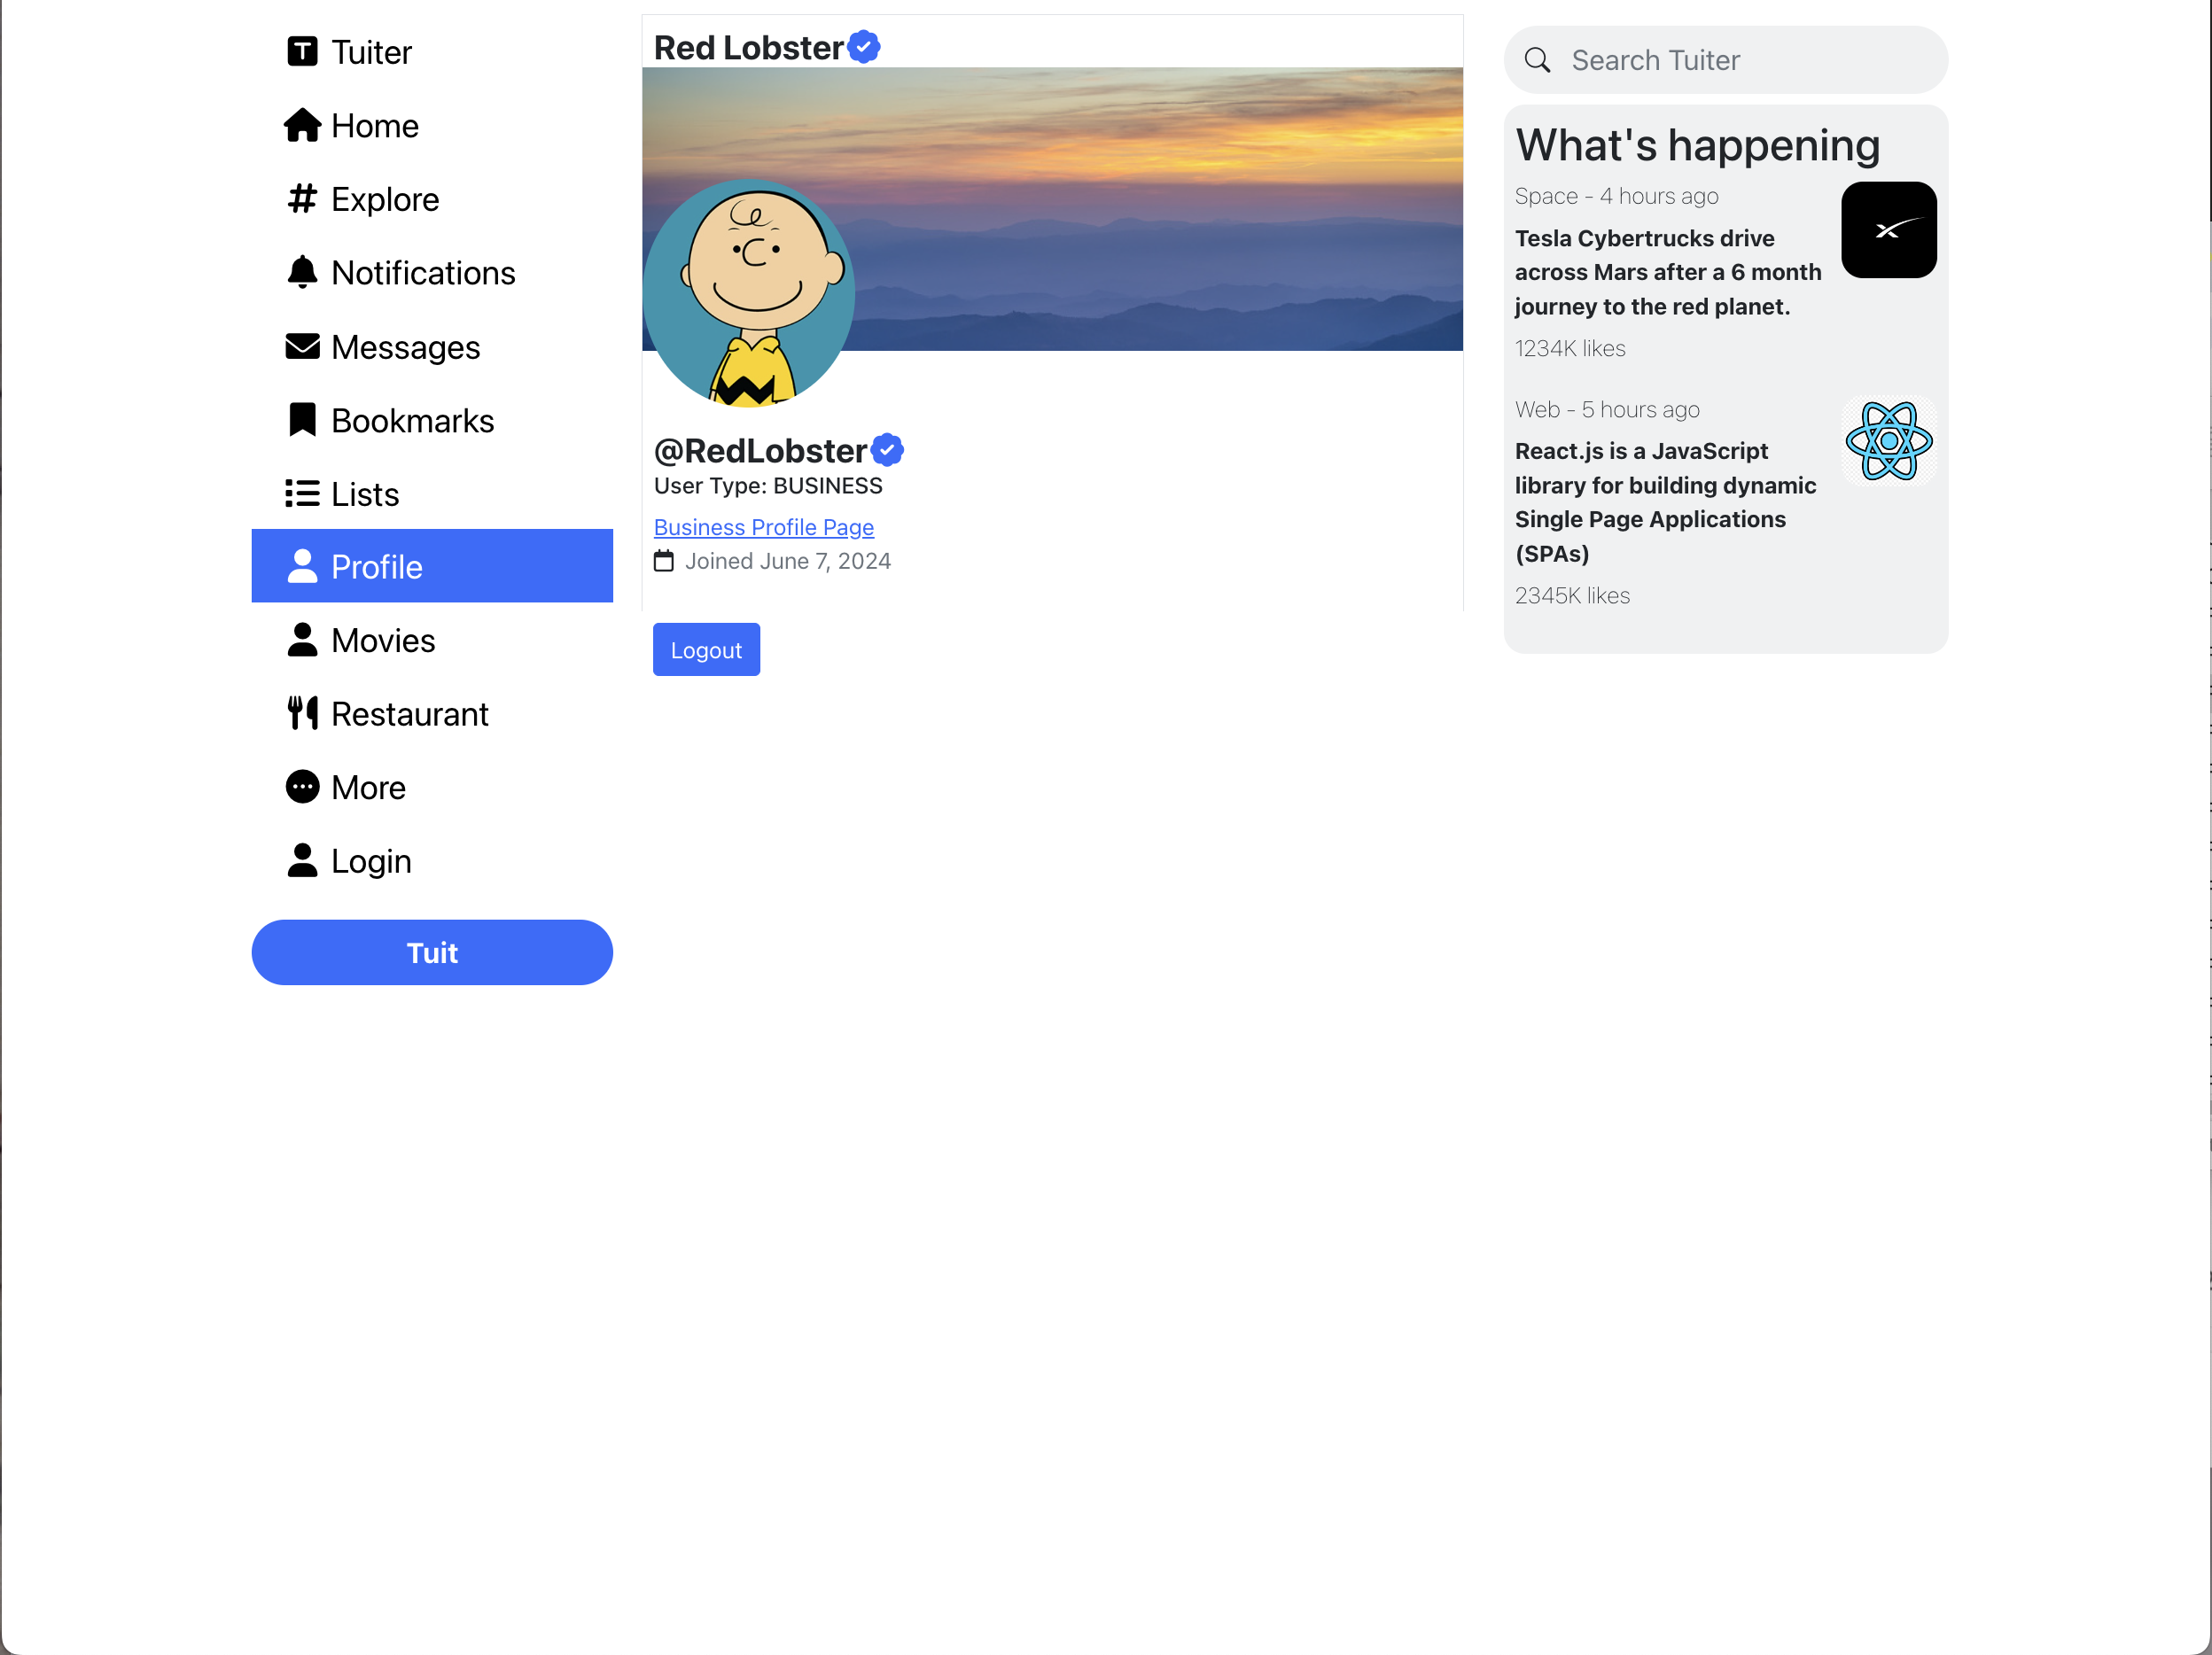 Tuiter
Home
Explore
Notifications
Messages
Bookmarks
Lists
Profile
Movies
Restaurant
More
Login
Tuit
Red Lobster
@RedLobster
User Type: BUSINESS
Business Profile Page
Joined June 7, 2024
Logout
Search Tuiter
What's happening
Space - 4 hours ago
Tesla Cybertrucks drive
across Mars after a 6 month
journey to the red planet.
1234K likes
Web - 5 hours ago
React.js is a JavaScript
library for building dynamic
Single Page Applications
(SPAs)
2345K likes